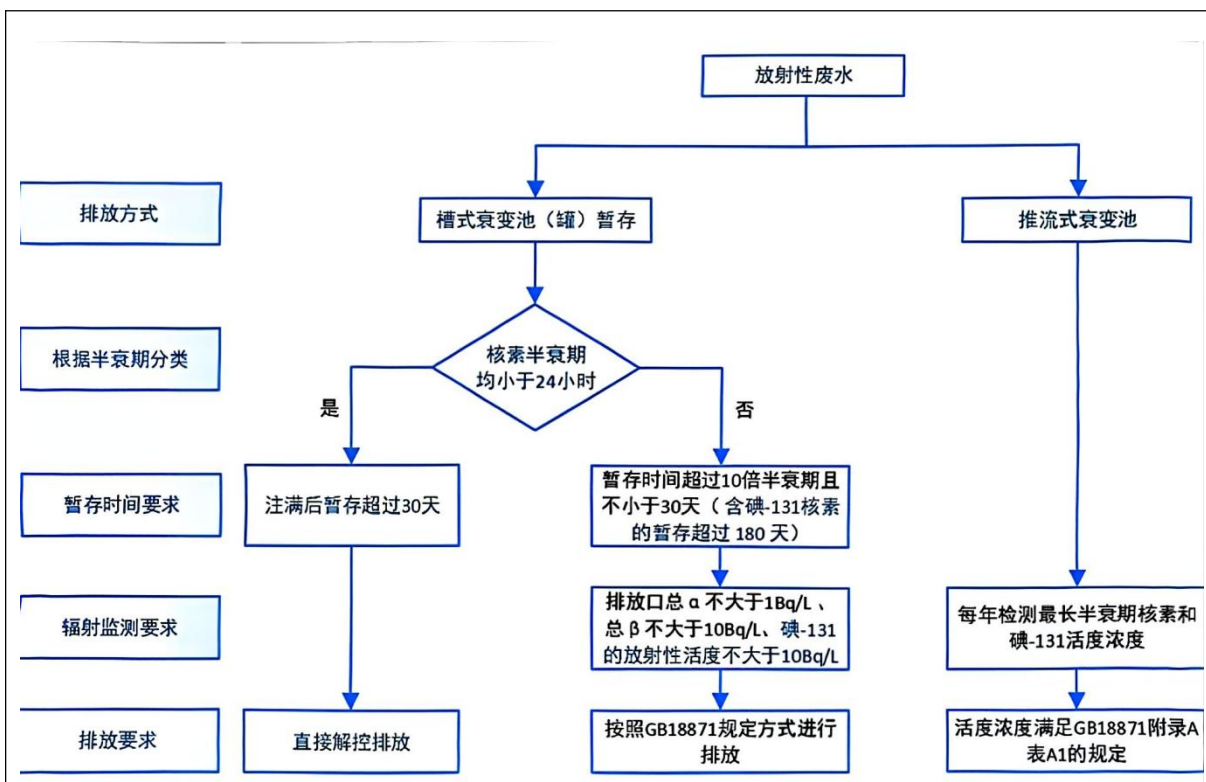 放射性废水
排放方式
槽式衰变池（罐）暂存
推流式衰变池
根据半衰期分类
核素半衰期
均小于24小时
是
否
暂存时间要求
注满后暂存超过30天
暂存时间超过10倍半衰期且
不小于30天（含碘-131核素
的暂存超过 180 天）
辐射监测要求
排放口总α不大于1Bq/L、
总β不大于10Bq/L、碘-131
的放射性活度不大于10Bq/L
每年检测最长半衰期核素和
碘-131活度浓度
排放要求
直接解控排放
按照GB18871规定方式进行
排放
活度浓度满足GB18871附录A
表A1的规定